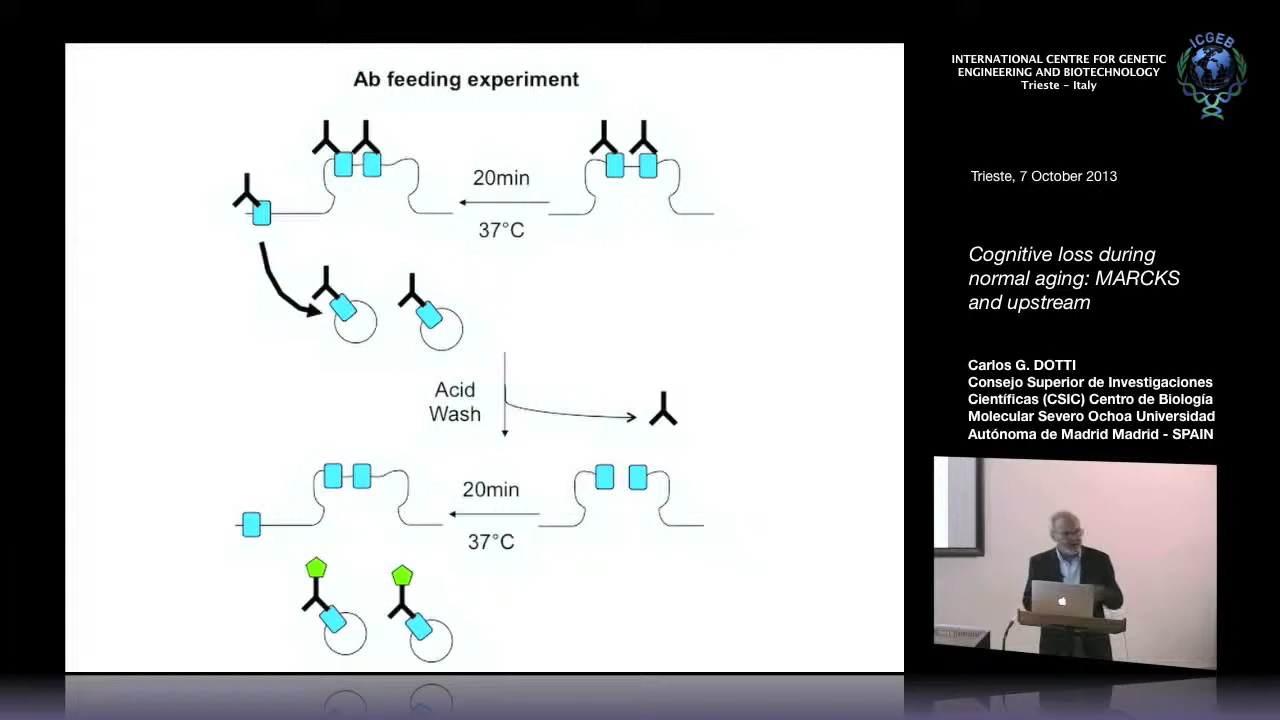 Ab feeding experiment
20min
37°C
Acid
Wash
20min
37°C
ICGEB
INTERNATIONAL CENTRE FOR GENETIC
ENGINEERING AND BIOTECHNOLOGY
Trieste – Italy
Trieste, 7 October 2013
Cognitive loss during
normal aging: MARCKS
and upstream
Carlos G. DOTTI
Consejo Superior de Investigaciones
Científicas (CSIC) Centro de Biología
Molecular Severo Ochoa Universidad
Autónoma de Madrid Madrid - SPAIN